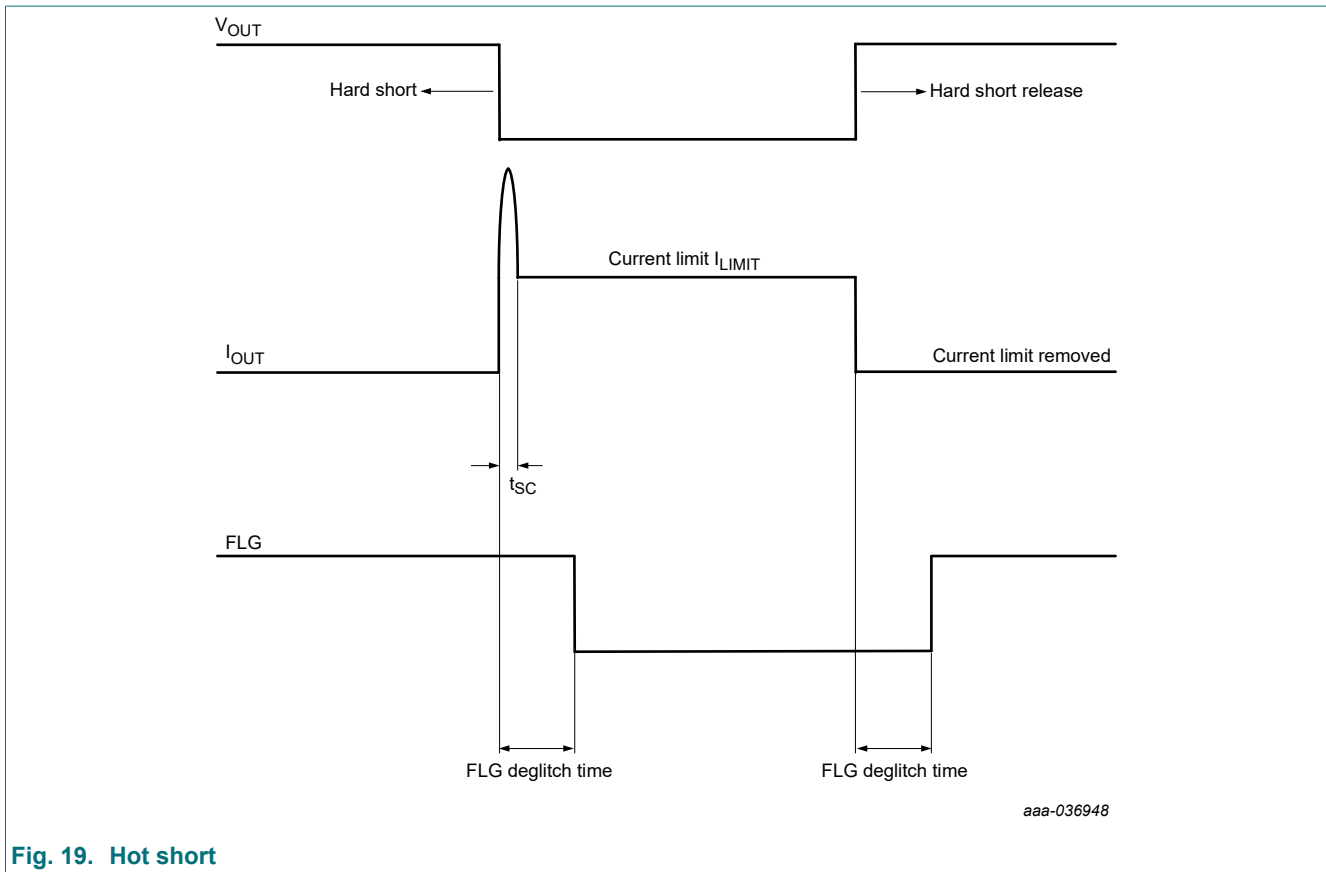 VOUT
Hard short
Hard short release
Current limit ILIMIT
IOUT
Current limit removed
tSC
FLG
FLG deglitch time
FLG deglitch time
aaa-036948
Fig. 19. Hot short